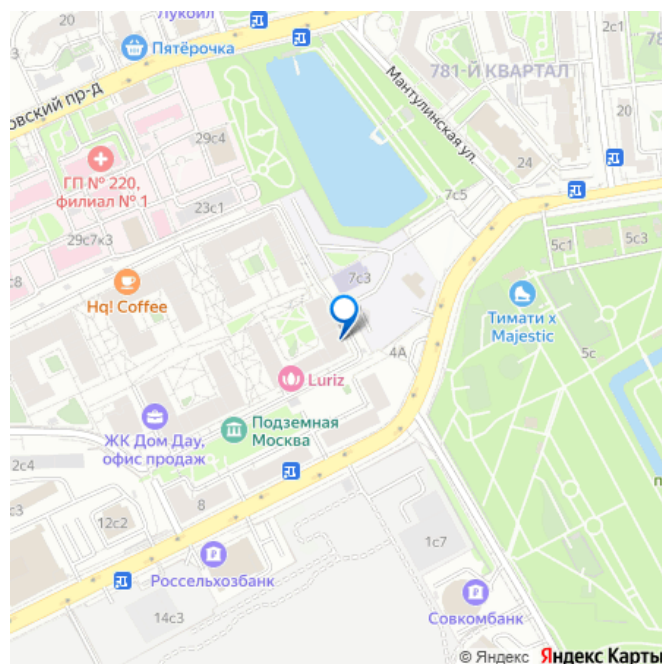 20
Лукойл
2с1
Пятёрочка
781-Й КВАРТАЛ
овский пр-д
Мантулинская ул.
20
29с4
24
ГП № 220,
филиал № 1
7с5
23с1
29с7к3
5с1
5с3
с8
7с3
Hq! Coffee
Тимати х
Majestic
4А
5с
Luriz
Подземная
Москва
ЖК Дом Дау,
офис продаж
2с4
с3
8
12с2
1с7
Россельхозбанк
14с3
Совкомбанк
© Яндекс Яндекс Карты